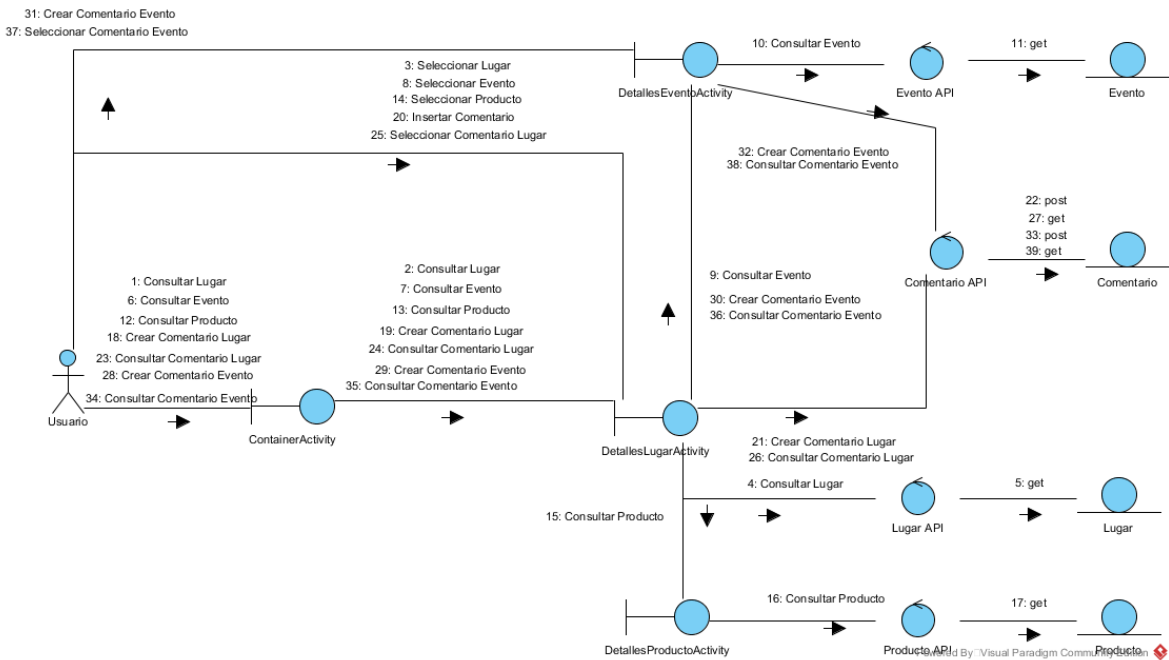 31: Crear Comentario Evento
37: Seleccionar Comentario Evento
3: Seleccionar Lugar
8: Seleccionar Evento
14: Seleccionar Producto
20: Insertar Comentario
25: Seleccionar Comentario Lugar
DetallesEventoActivity
10: Consultar Evento
Evento API
11: get
Evento
32: Crear Comentario Evento
38: Consultar Comentario Evento
22: post
27: get
33: post
39: get
Comentario API
Comentario
1: Consultar Lugar
6: Consultar Evento
12: Consultar Producto
18: Crear Comentario Lugar
23: Consultar Comentario Lugar
28: Crear Comentario Evento
34: Consultar Comentario Evento
Usuario
ContainerActivity
2: Consultar Lugar
7: Consultar Evento
13: Consultar Producto
19: Crear Comentario Lugar
24: Consultar Comentario Lugar
29: Crear Comentario Evento
35: Consultar Comentario Evento
9: Consultar Evento
30: Crear Comentario Evento
36: Consultar Comentario Evento
DetallesLugarActivity
21: Crear Comentario Lugar
26: Consultar Comentario Lugar
4: Consultar Lugar
Lugar API
5: get
Lugar
15: Consultar Producto
DetallesProductoActivity
16: Consultar Producto
Producto API
17: get
Producto
Powered By Visual Paradigm Community Edition